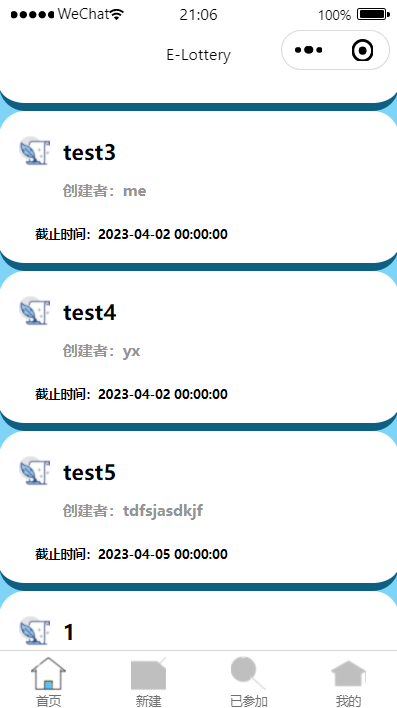 WeChat 21:06 100%
E-Lottery
test3
创建者：me
截止时间：2023-04-02 00:00:00
test4
创建者：yx
截止时间：2023-04-02 00:00:00
test5
创建者：tdfsjasdkjf
截止时间：2023-04-05 00:00:00
1
首页 新建 已参加 我的